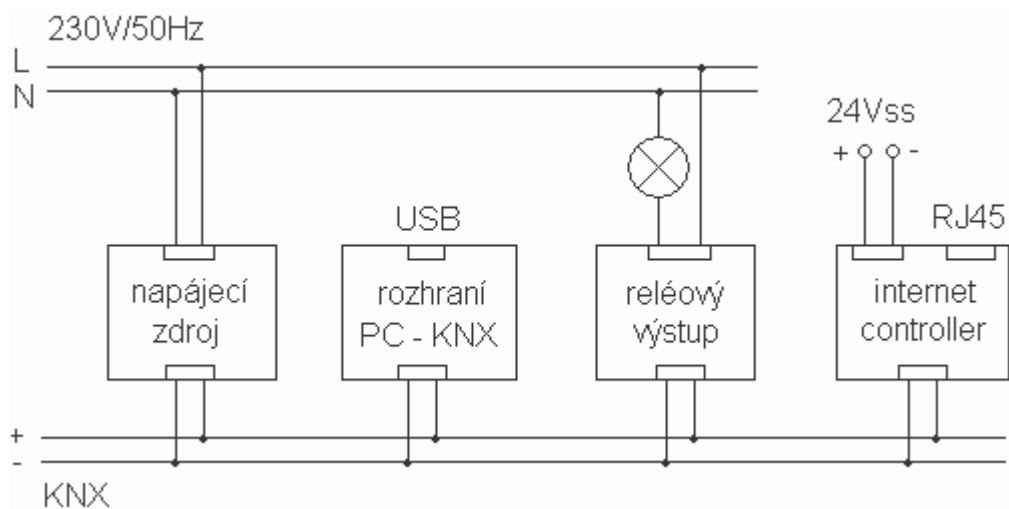 230V/50Hz
L
N
24Vss
+ -
USB
RJ45
napájecí
zdroj
rozhraní
PC - KNX
reléový
výstup
internet
controller
+
-
KNX